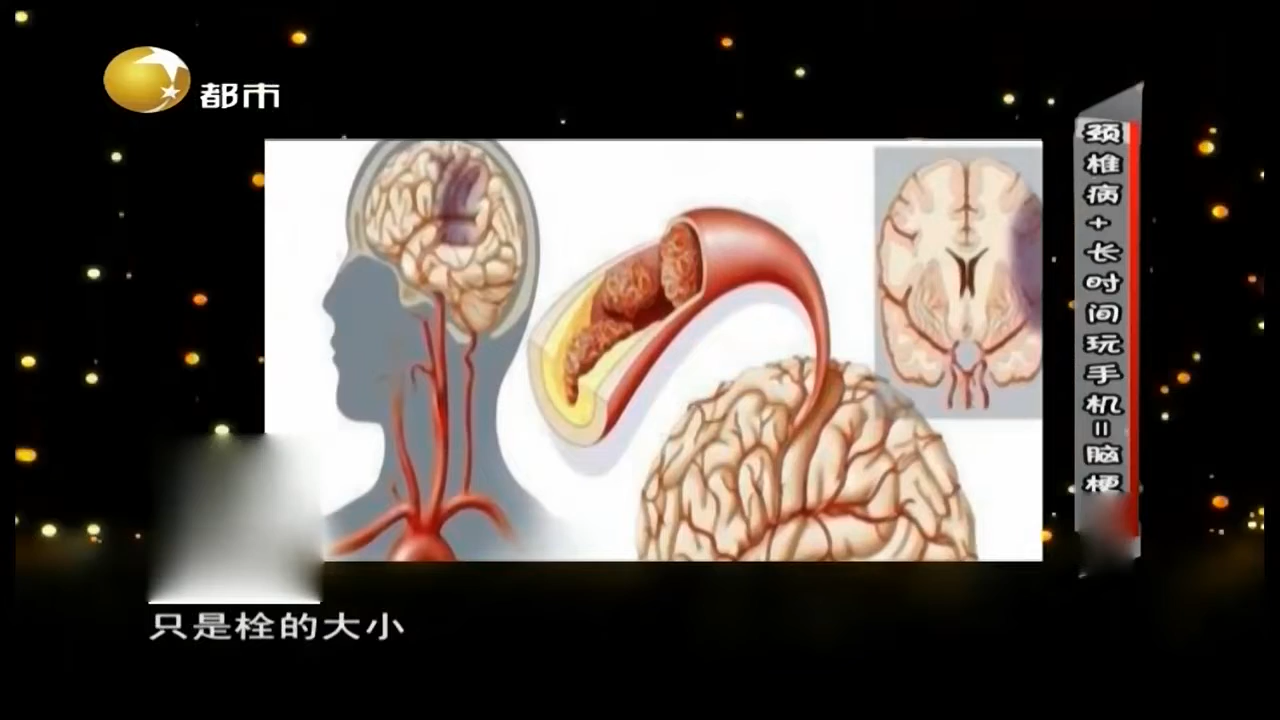 都市
颈椎病+长时间玩手机=脑梗
只是栓的大小